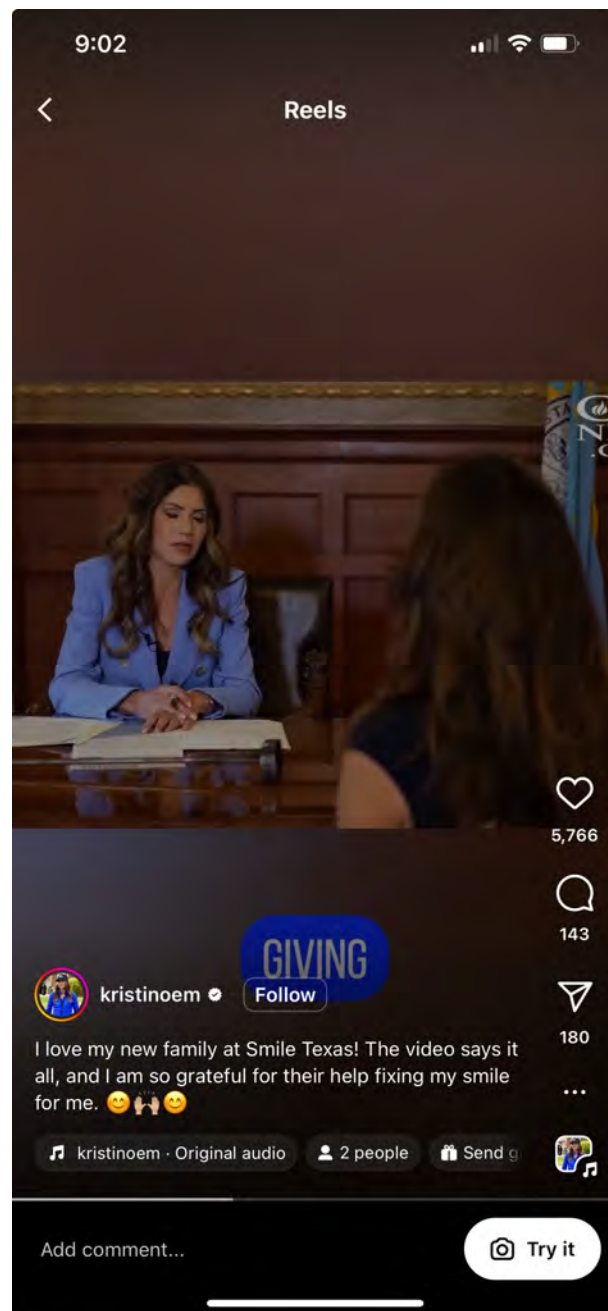 9:02
Reels
N
GIVING
kristinoem
Follow
I love my new family at Smile Texas! The video says it
all, and I am so grateful for their help fixing my smile
for me. 😊🙌🏼😊
kristinoem · Original audio
2 people
Send g
5,766
143
180
Add comment...
Try it